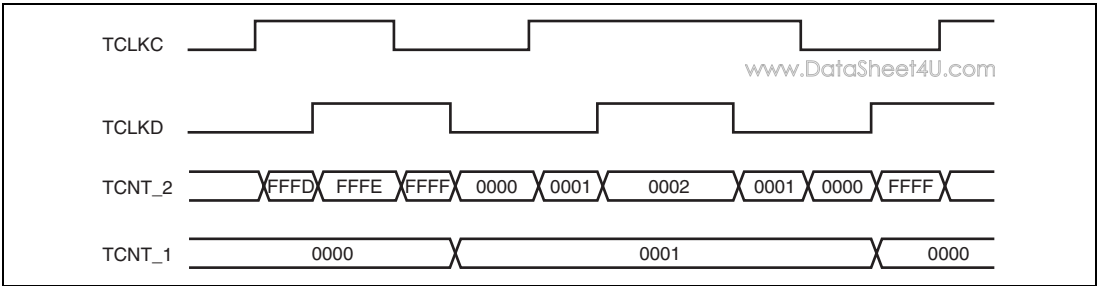 TCLKC
www.DataSheet4U.com
TCLKD
TCNT_2 FFFD FFFE FFFF 0000 0001 0002 0001 0000 FFFF
TCNT_1 0000 0001 0000